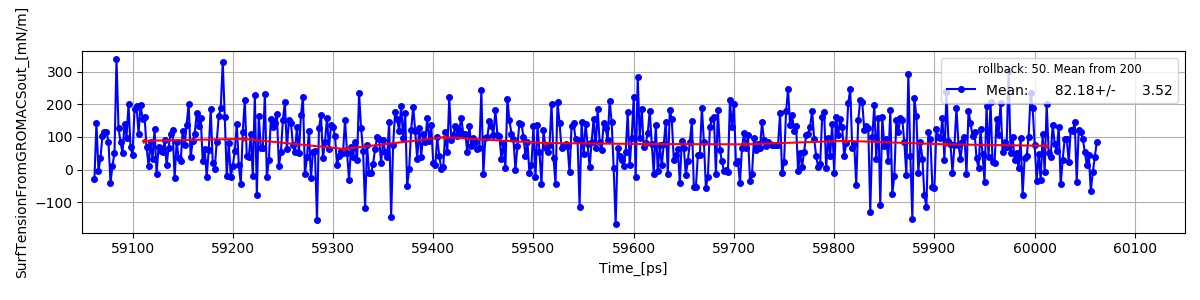 SurfTensionFromGROMACSout_[mN/m]
300
200
100
0
−100
rollback: 50. Mean from 200
Mean: 82.18+/- 3.52
59100 59200 59300 59400 59500 59600 59700 59800 59900 60000 60100
Time_[ps]